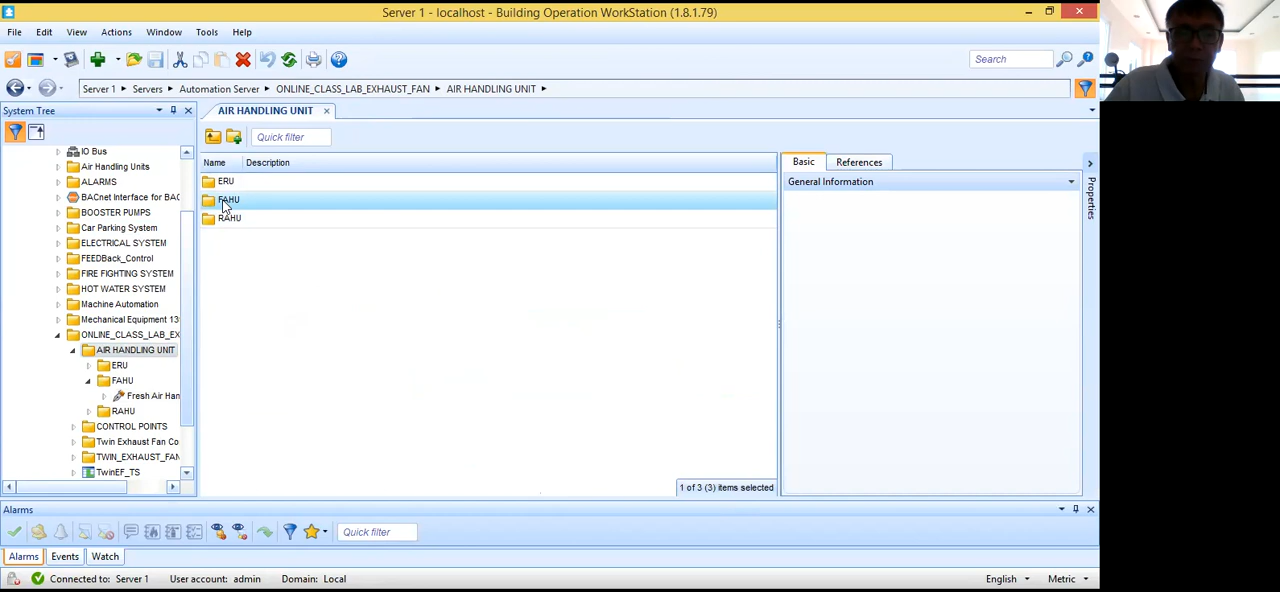 Server 1 - localhost - Building Operation WorkStation (1.8.1.79)
File Edit View Actions Window Tools Help
Search
Server 1 Servers Automation Server ONLINE_CLASS_LAB_EXHAUST_FAN AIR HANDLING UNIT
System Tree
IO Bus
Air Handling Units
ALARMS
BACnet Interface for BAC
BOOSTER PUMPS
Car Parking System
ELECTRICAL SYSTEM
FEEDBack_Control
FIRE FIGHTING SYSTEM
HOT WATER SYSTEM
Machine Automation
Mechanical Equipment 13
ONLINE_CLASS_LAB_EX
AIR HANDLING UNIT
ERU
FAHU
Fresh Air Han
RAHU
CONTROL POINTS
Twin Exhaust Fan Co
TWIN_EXHAUST_FAN
TwinEF_TS
AIR HANDLING UNIT
Quick filter
Name Description
ERU
FAHU
RAHU
1 of 3 (3) items selected
Basic References
General Information
Properties
Alarms
Quick filter
Alarms Events Watch
Connected to: Server 1 User account: admin Domain: Local English Metric